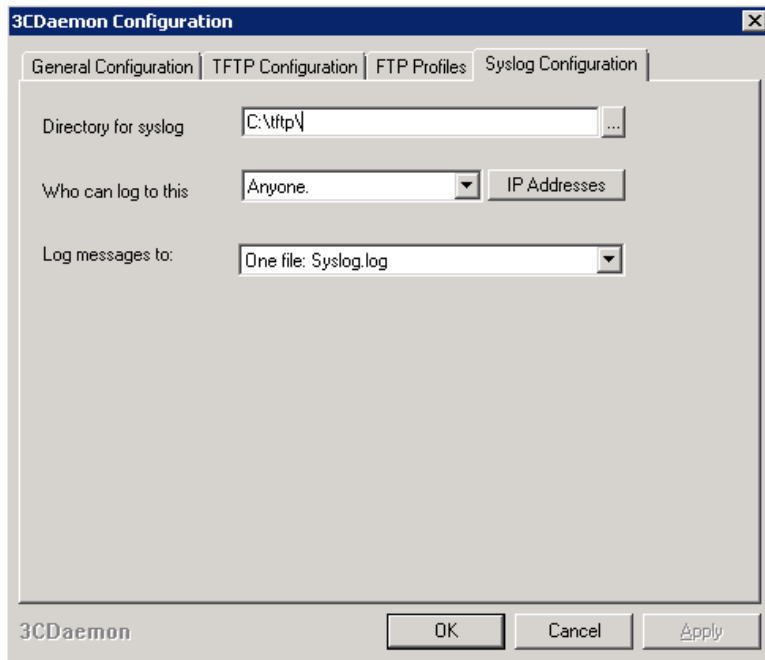 3CDaemon Configuration
General Configuration TFTP Configuration FTP Profiles Syslog Configuration
Directory for syslog C:\tftp\ ...
Who can log to this Anyone. IP Addresses
Log messages to: One file: Syslog.log
3CDaemon OK Cancel Apply